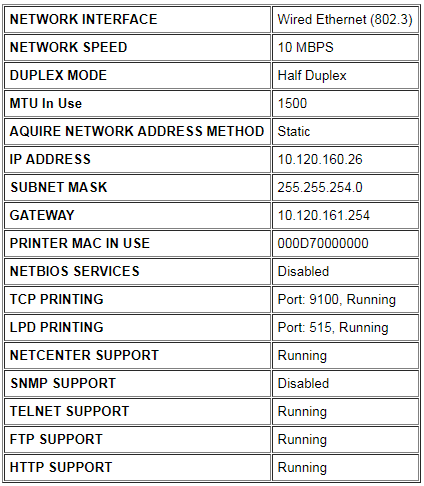 NETWORK INTERFACE Wired Ethernet (802.3)
NETWORK SPEED 10 MBPS
DUPLEX MODE Half Duplex
MTU In Use 1500
AQUIRE NETWORK ADDRESS METHOD Static
IP ADDRESS 10.120.160.26
SUBNET MASK 255.255.254.0
GATEWAY 10.120.161.254
PRINTER MAC IN USE 000D70000000
NETBIOS SERVICES Disabled
TCP PRINTING Port: 9100, Running
LPD PRINTING Port: 515, Running
NETCENTER SUPPORT Running
SNMP SUPPORT Disabled
TELNET SUPPORT Running
FTP SUPPORT Running
HTTP SUPPORT Running